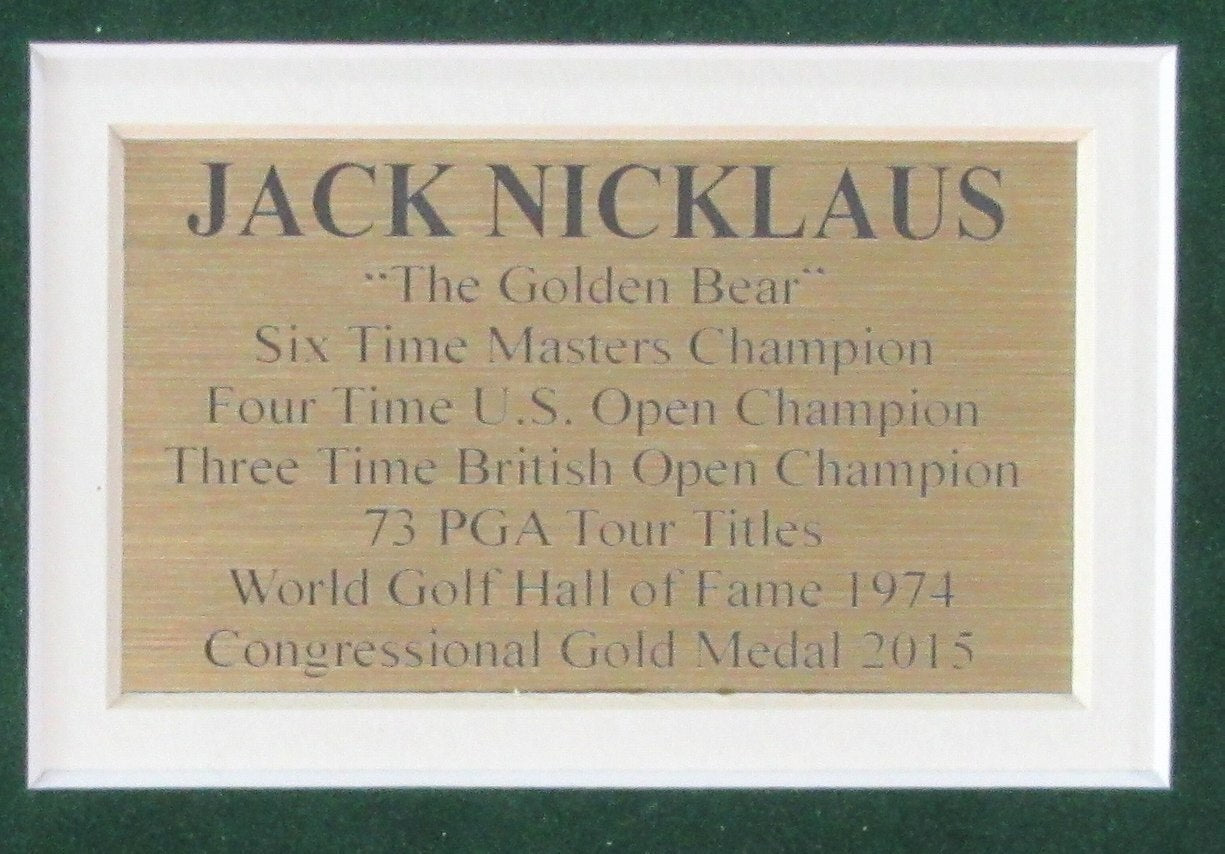 JACK NICKLAUS
"The Golden Bear"
Six Time Masters Champion
Four Time U.S. Open Champion
Three Time British Open Champion
73 PGA Tour Titles
World Golf Hall of Fame 1974
Congressional Gold Medal 2015